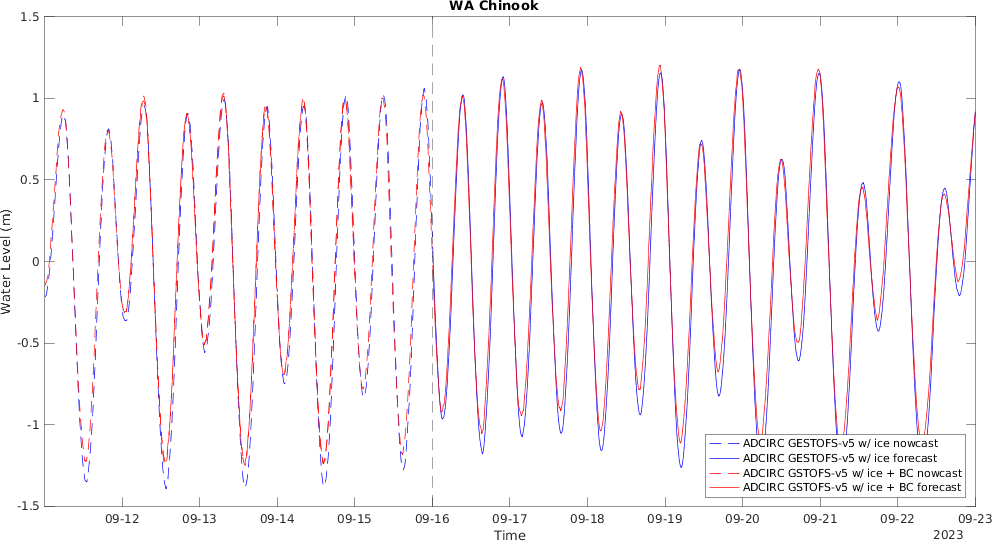 WA Chinook
1.5
1
0.5
0
-0.5
-1
-1.5
Water Level (m)
09-12 09-13 09-14 09-15 09-16 09-17 09-18 09-19 09-20 09-21 09-22 09-23
Time
2023
ADCIRC GESTOFS-v5 w/ ice nowcast
ADCIRC GESTOFS-v5 w/ ice forecast
ADCIRC GSTOFS-v5 w/ ice + BC nowcast
ADCIRC GSTOFS-v5 w/ ice + BC forecast